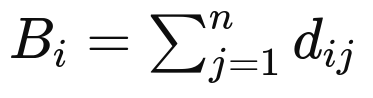 $B_i = \sum_{j=1}^{n} d_{ij}$